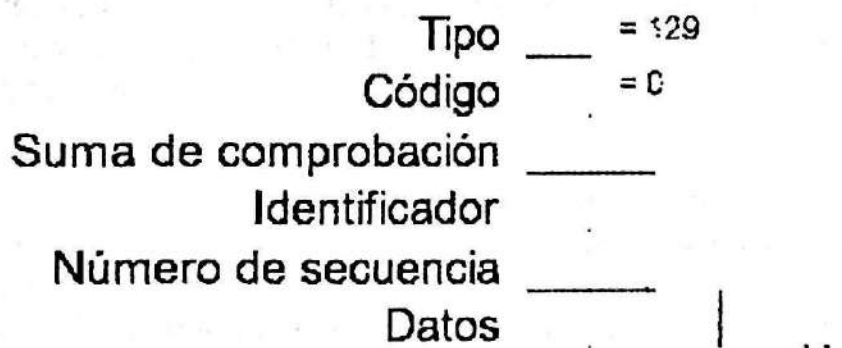 Tipo = 129
Código = 0
Suma de comprobación
Identificador
Número de secuencia
Datos